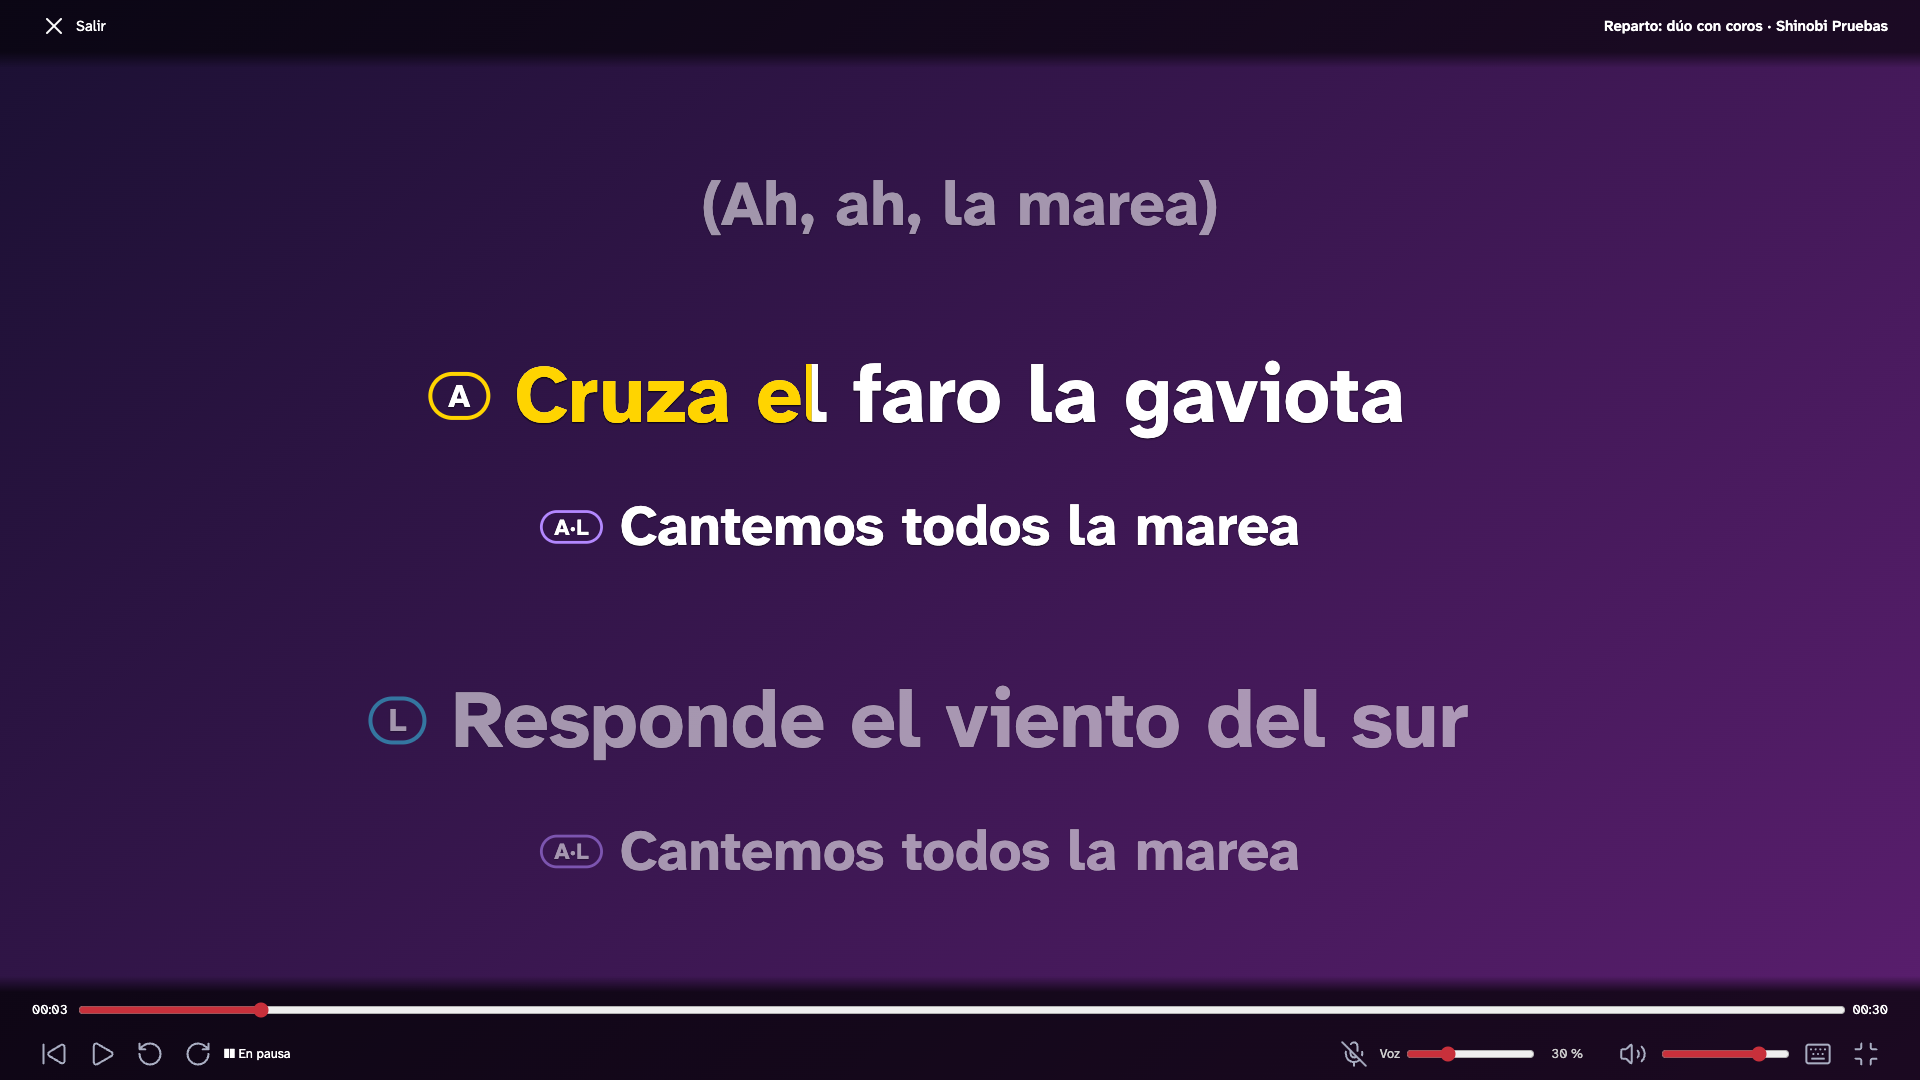 Salir
Reparto: dúo con coros · Shinobi Pruebas
(Ah, ah, la marea)
A Cruza el faro la gaviota
A·L Cantemos todos la marea
L Responde el viento del sur
A·L Cantemos todos la marea
00:03
00:30
En pausa
Voz
30 %